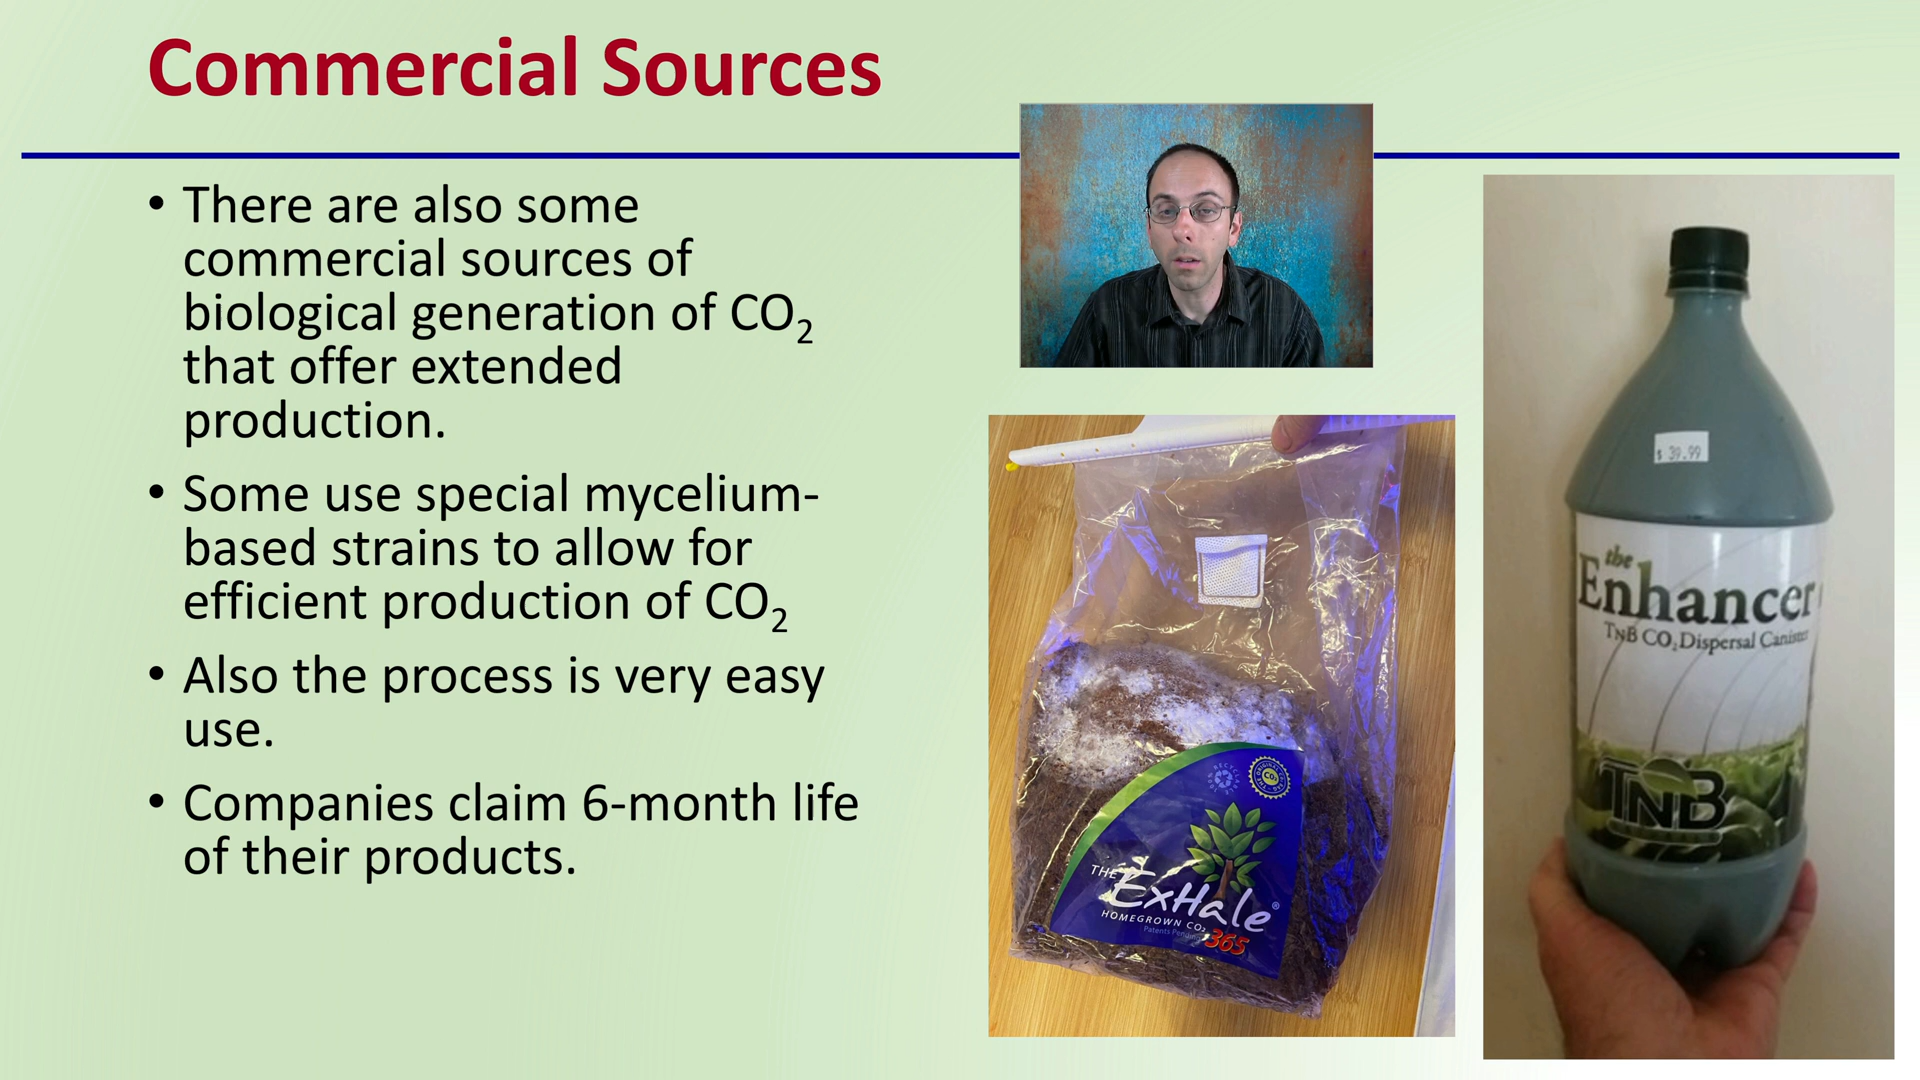 Commercial Sources
• There are also some
commercial sources of
biological generation of CO₂
that offer extended
production.
• Some use special mycelium-
based strains to allow for
efficient production of CO₂
• Also the process is very easy
use.
• Companies claim 6-month life
of their products.
CO₂
THE
ExHale®
HOMEGROWN CO₂
Patents Pending
365
$ 39.99
the
Enhancer
TNB CO₂ Dispersal Canister
TNB